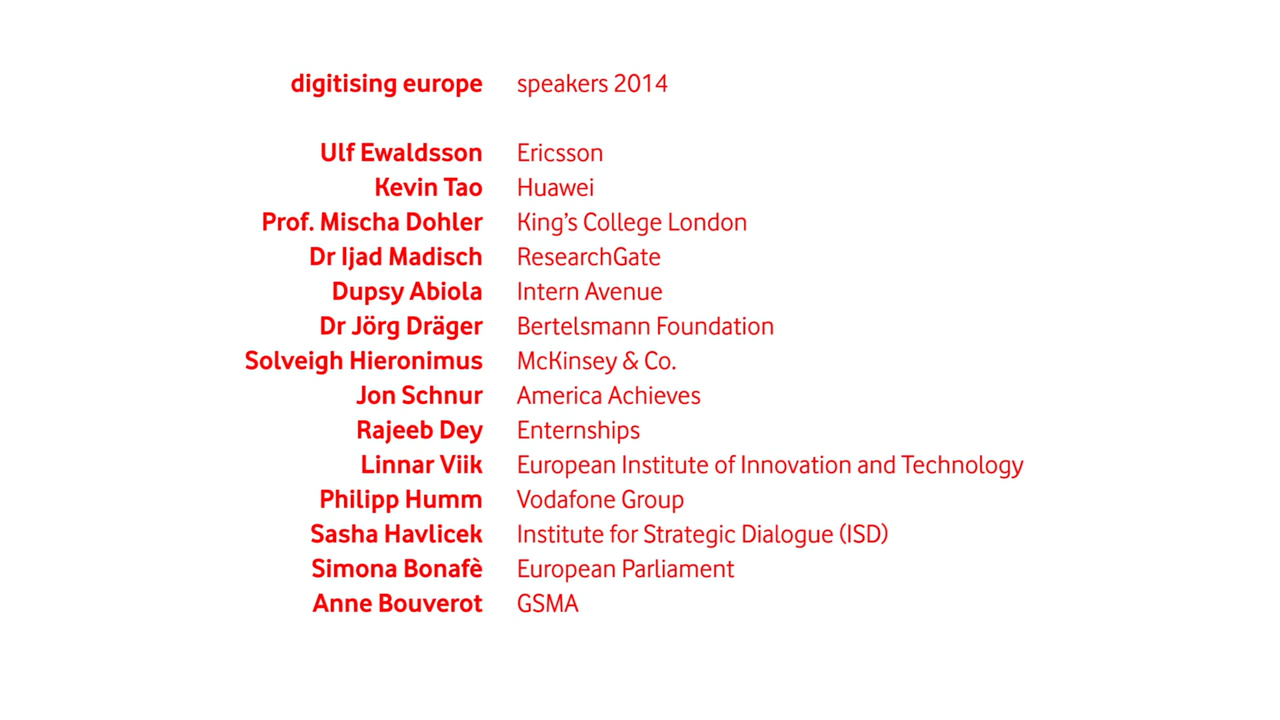 digitising europe speakers 2014
Ulf Ewaldsson Ericsson
Kevin Tao Huawei
Prof. Mischa Dohler King's College London
Dr Ijad Madisch ResearchGate
Dupsy Abiola Intern Avenue
Dr Jörg Dräger Bertelsmann Foundation
Solveigh Hieronimus McKinsey & Co.
Jon Schnur America Achieves
Rajeeb Dey Enternships
Linnar Viik European Institute of Innovation and Technology
Philipp Humm Vodafone Group
Sasha Havlicek Institute for Strategic Dialogue (ISD)
Simona Bonafè European Parliament
Anne Bouverot GSMA